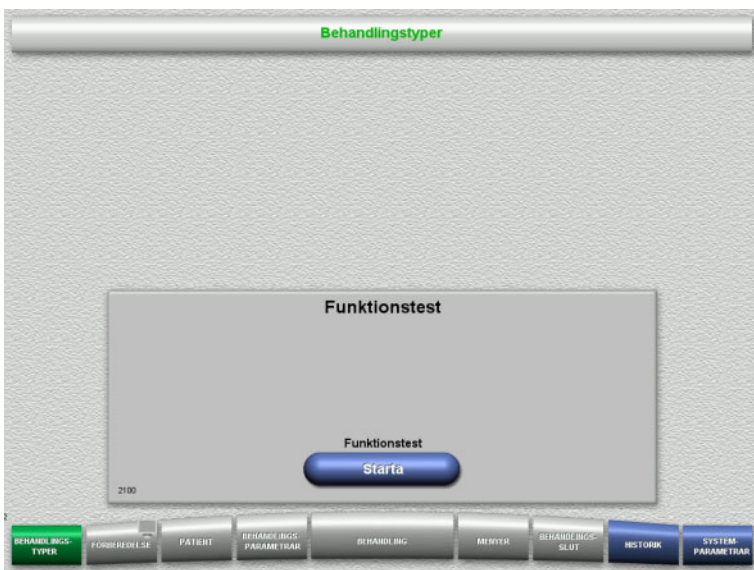 Behandlingstyper
Funktionstest
Funktionstest
Starta
2100
BEHANDLINGS-
TYPER
FÖRBEREDELSE
PATIENT
BEHANDLINGS-
PARAMETRAR
BEHANDLING
MENYER
BEHANDLINGS-
SLUT
HISTORIK
SYSTEM-
PARAMETRAR